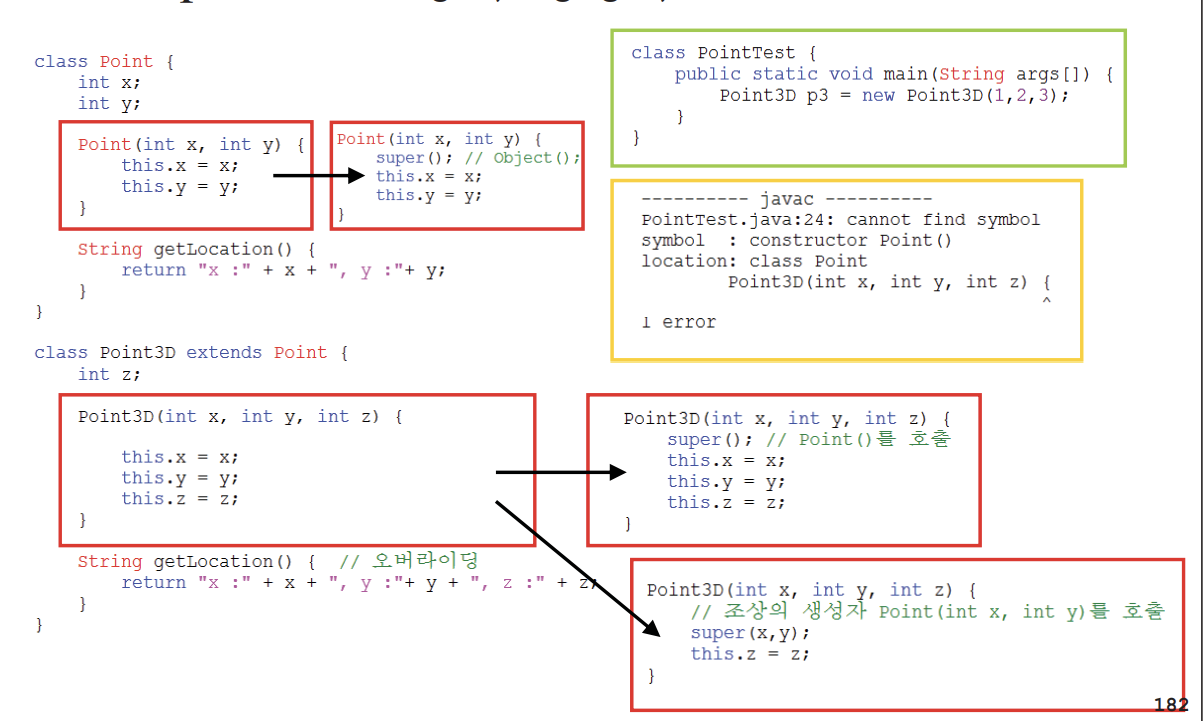 class Point {
int x;
int y;
Point(int x, int y) {
this.x = x;
this.y = y;
}
Point(int x, int y) {
super(); // Object();
this.x = x;
this.y = y;
}
String getLocation() {
return "x :" + x + ", y :"+ y;
}
}
class Point3D extends Point {
int z;
Point3D(int x, int y, int z) {
this.x = x;
this.y = y;
this.z = z;
}
String getLocation() { // 오버라이딩
return "x :" + x + ", y :"+ y + ", z :" + z;
}
}
class PointTest {
public static void main(String args[]) {
Point3D p3 = new Point3D(1,2,3);
}
}
---------- javac ----------
PointTest.java:24: cannot find symbol
symbol : constructor Point()
location: class Point
Point3D(int x, int y, int z) {
^
1 error
Point3D(int x, int y, int z) {
super(); // Point()를 호출
this.x = x;
this.y = y;
this.z = z;
}
Point3D(int x, int y, int z) {
// 조상의 생성자 Point(int x, int y)를 호출
super(x,y);
this.z = z;
}
182